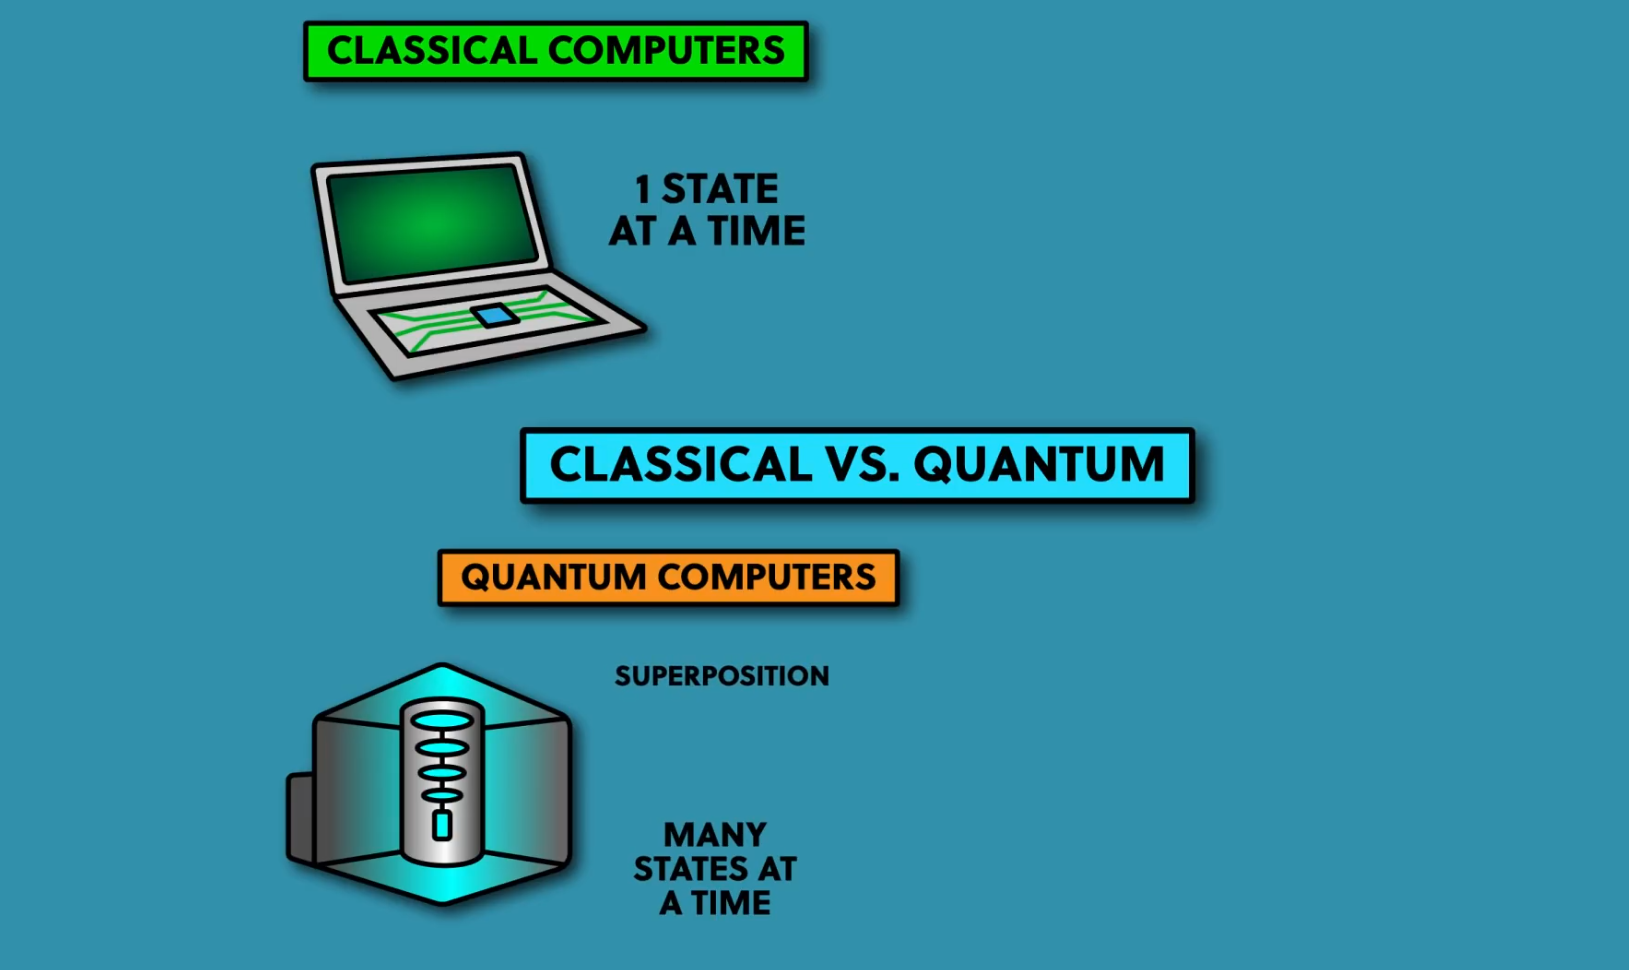 CLASSICAL COMPUTERS
1 STATE
AT A TIME
CLASSICAL VS. QUANTUM
QUANTUM COMPUTERS
SUPERPOSITION
MANY
STATES AT
A TIME